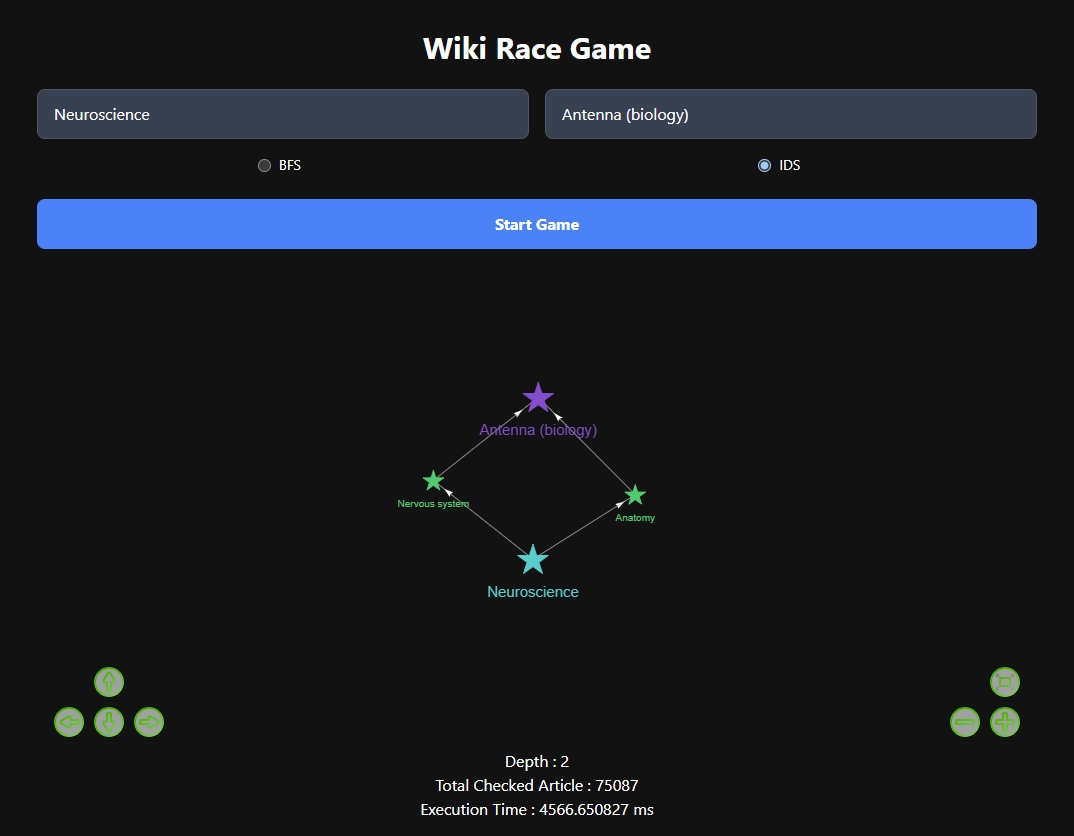 Wiki Race Game
Neuroscience
Antenna (biology)
BFS
IDS
Start Game
Antenna (biology)
Nervous system
Anatomy
Neuroscience
Depth : 2
Total Checked Article : 75087
Execution Time : 4566.650827 ms